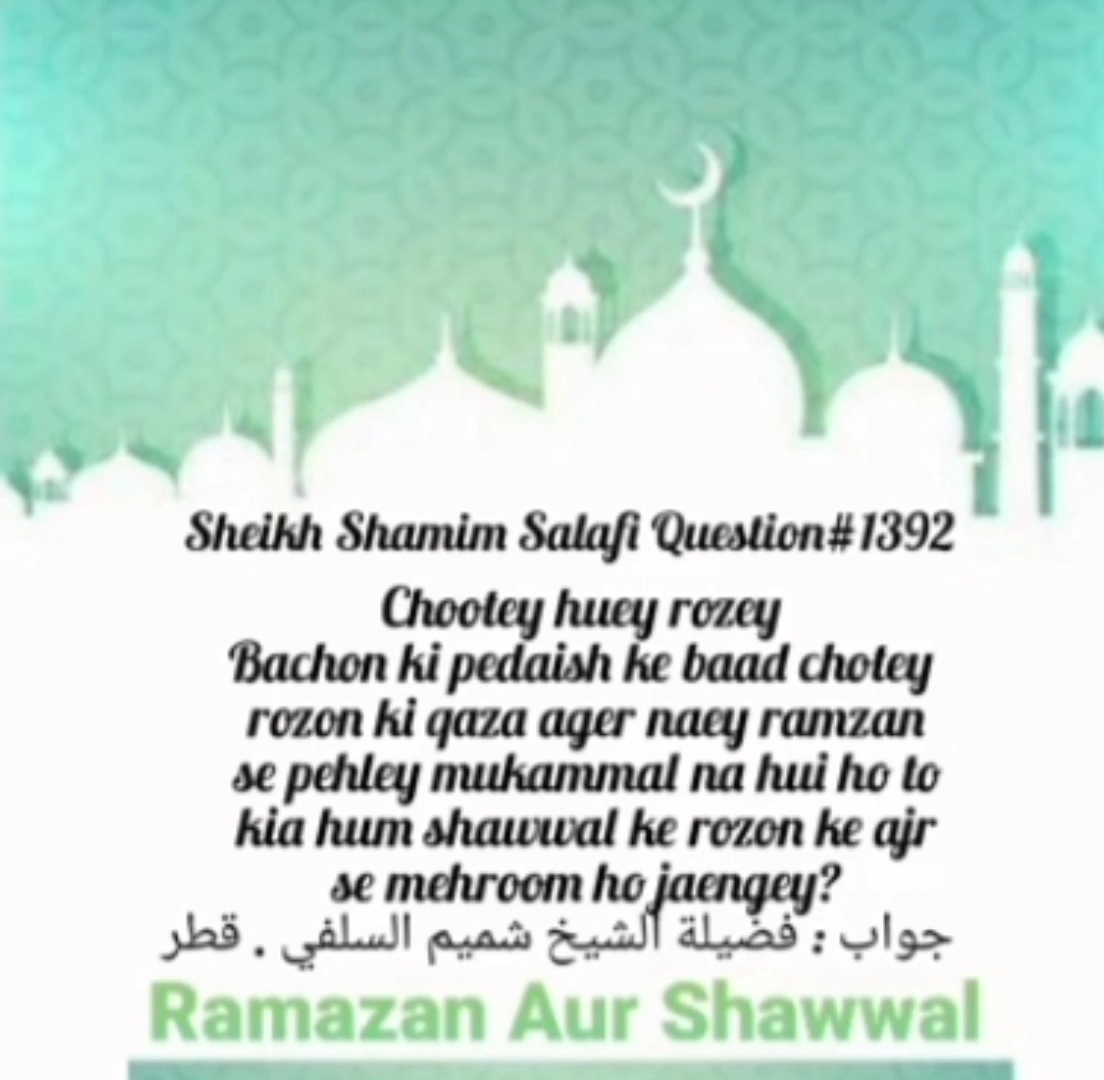 Sheikh Shamim Salafi Question#1392
Chootey huey rozey
Bachon ki pedaish ke baad chotey
rozon ki qaza ager naey ramzan
se pehley mukammal na hui ho to
kia hum shawwal ke rozon ke ajr
se mehroom ho jaengey?
جواب : فضيلة الشيخ شميم السلفي . قطر
Ramazan Aur Shawwal